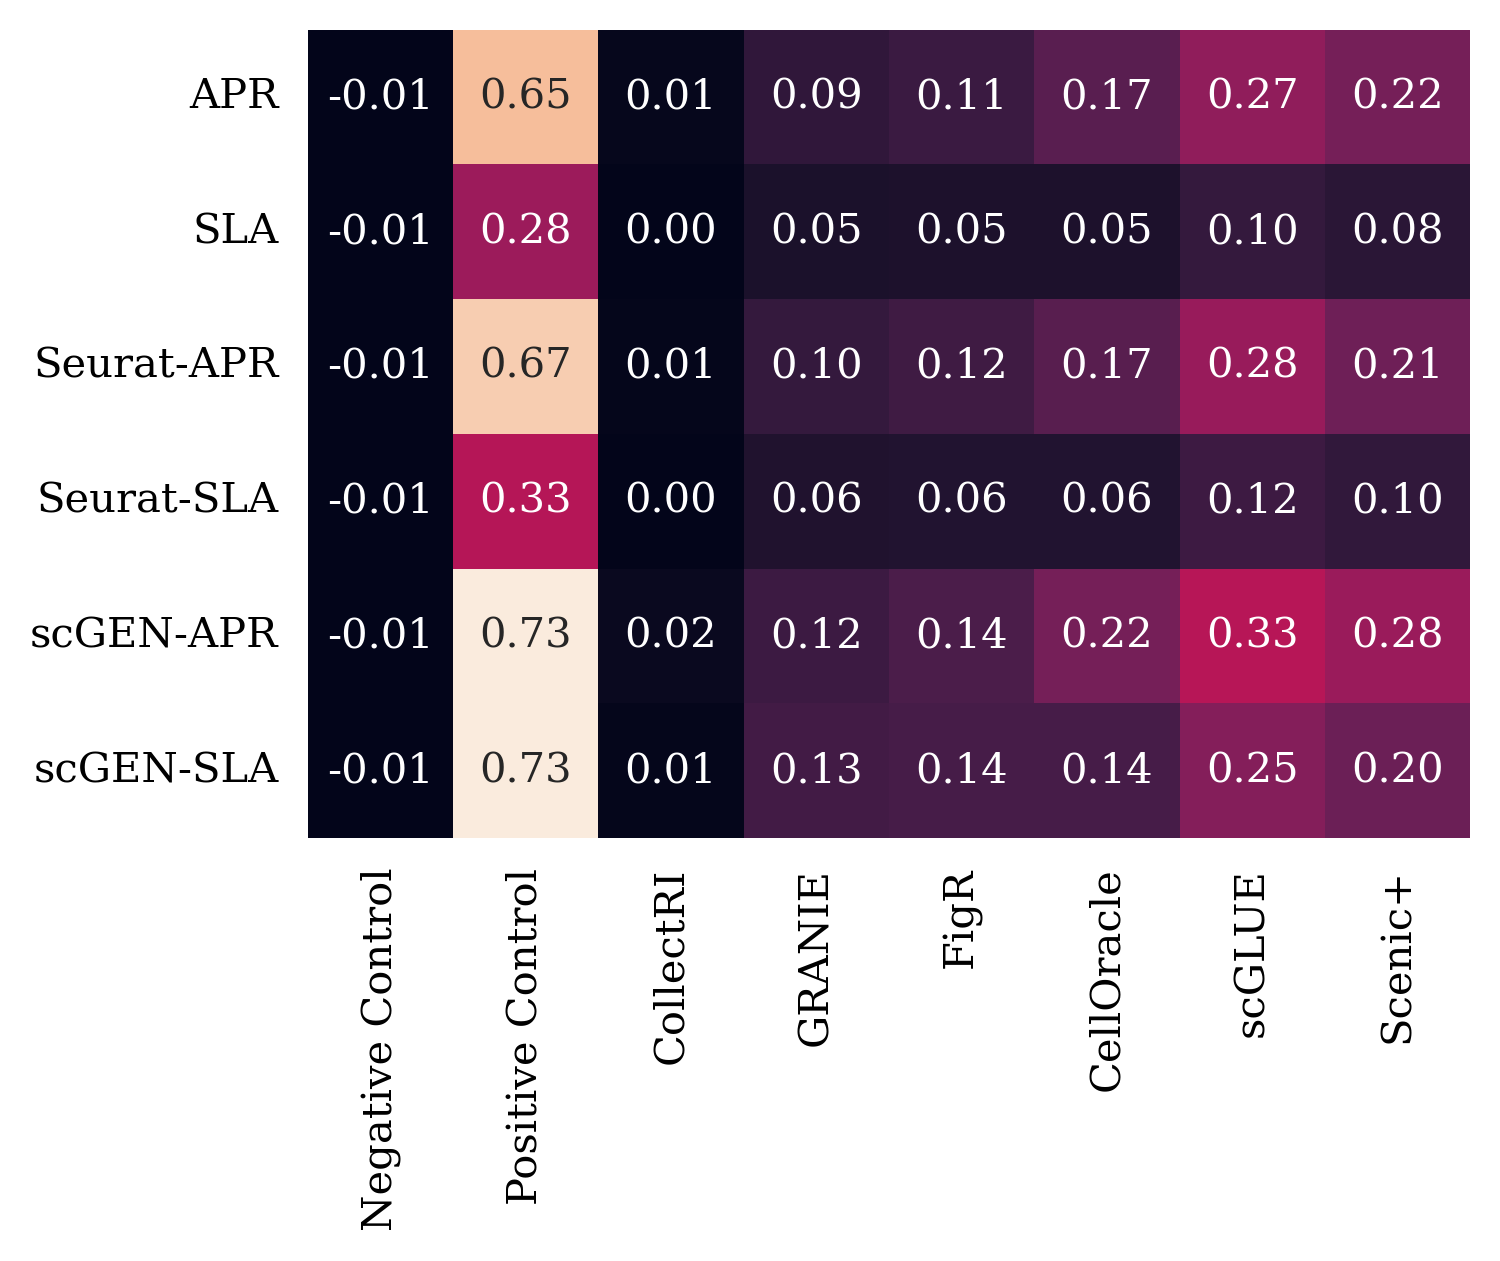 APR -0.01 0.65 0.01 0.09 0.11 0.17 0.27 0.22
SLA -0.01 0.28 0.00 0.05 0.05 0.05 0.10 0.08
Seurat-APR -0.01 0.67 0.01 0.10 0.12 0.17 0.28 0.21
Seurat-SLA -0.01 0.33 0.00 0.06 0.06 0.06 0.12 0.10
scGEN-APR -0.01 0.73 0.02 0.12 0.14 0.22 0.33 0.28
scGEN-SLA -0.01 0.73 0.01 0.13 0.14 0.14 0.25 0.20
Negative Control
Positive Control
CollectRI
GRANIE
FigR
CellOracle
scGLUE
Scenic+